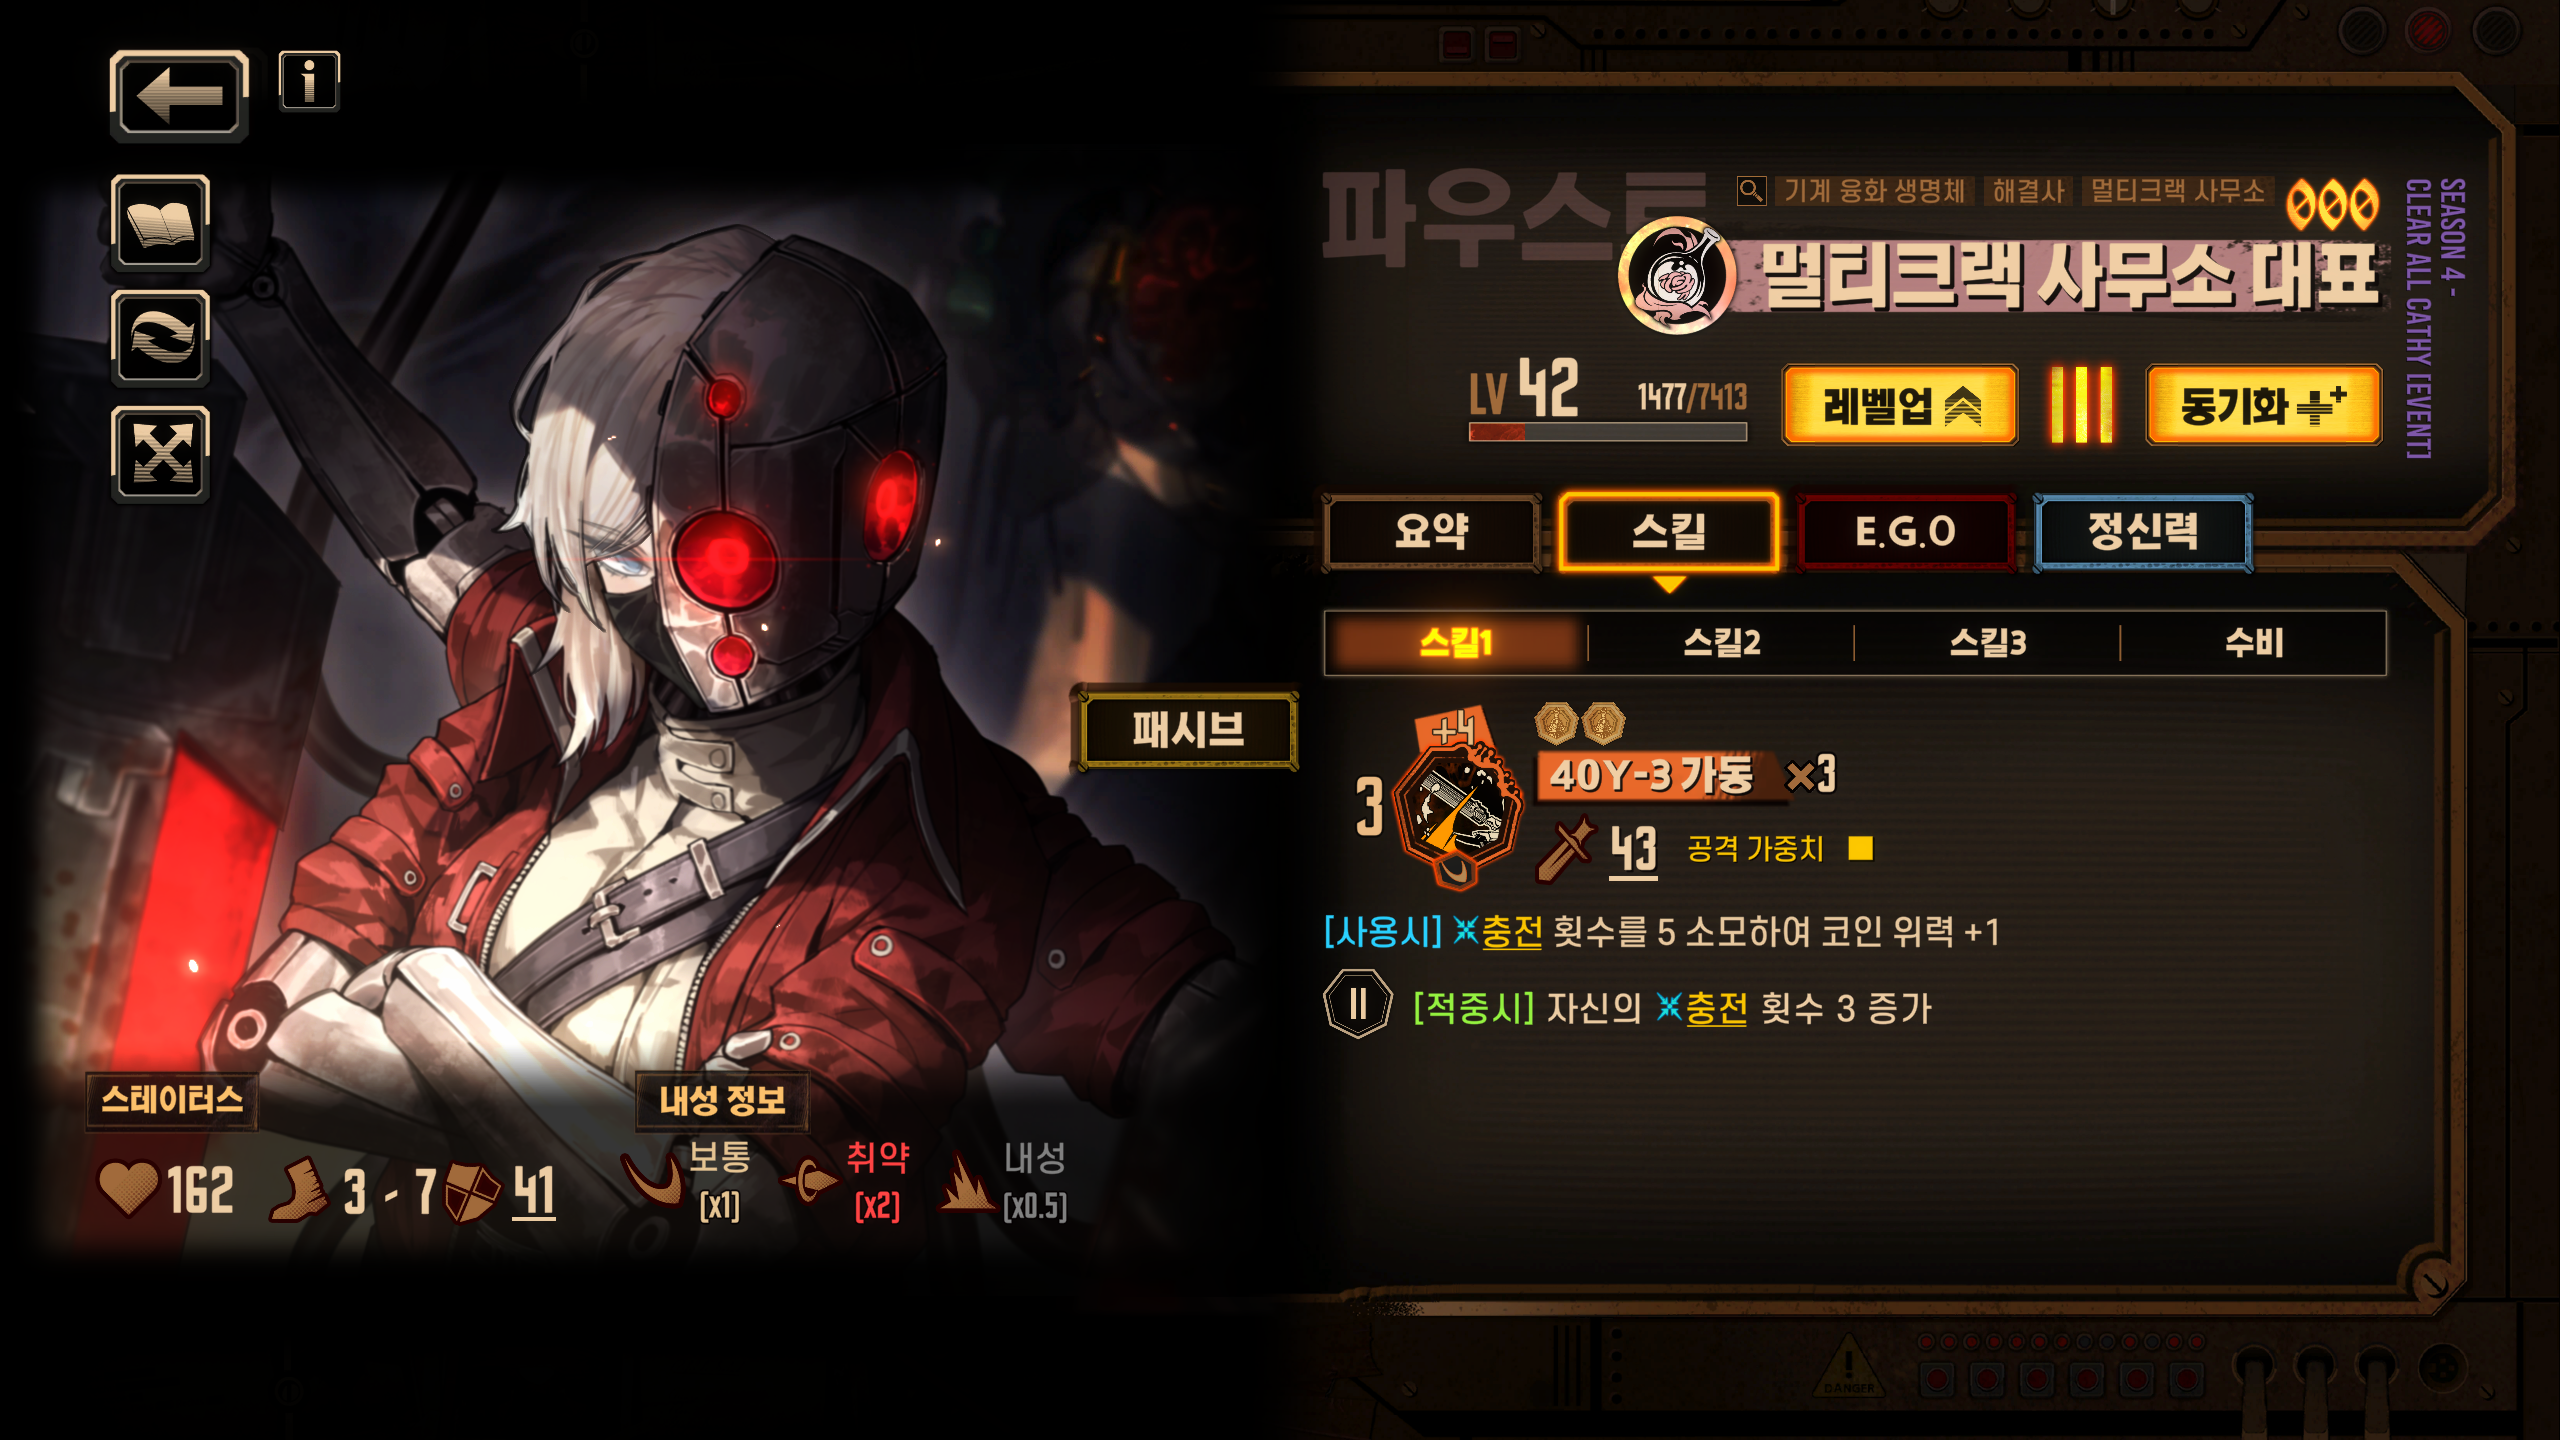 파우스트
기계 융화 생명체 해결사 멀티크랙 사무소
000
멀티크랙 사무소 대표
SEASON 4 -
CLEAR ALL CATHY [EVENT]
LV 42 1477/7413
레벨업
동기화
요약 스킬 E.G.O 정신력
스킬1 스킬2 스킬3 수비
패시브
+4
3
40Y-3 가동 ×3
43 공격 가중치
[사용시] 충전 횟수를 5 소모하여 코인 위력 +1
II [적중시] 자신의 충전 횟수 3 증가
스테이터스
162 3 - 7 41
내성 정보
보통 취약 내성
[x1] [x2] [x0.5]
DANGER